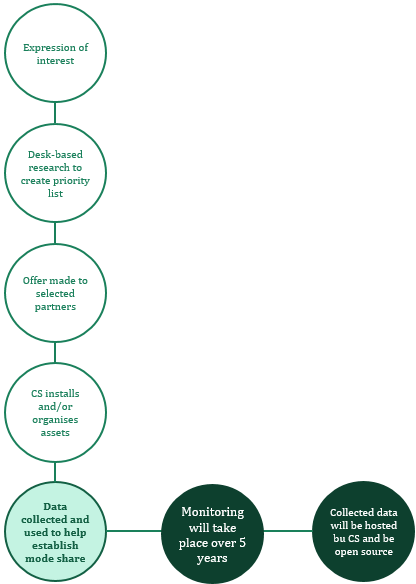 Expression of
interest
Desk-based
research to
create priority
list
Offer made to
selected
partners
CS installs
and/or
organises
assets
Data
collected and
used to help
establish
mode share
Monitoring
will take
place over 5
years
Collected data
will be hosted
bu CS and be
open source